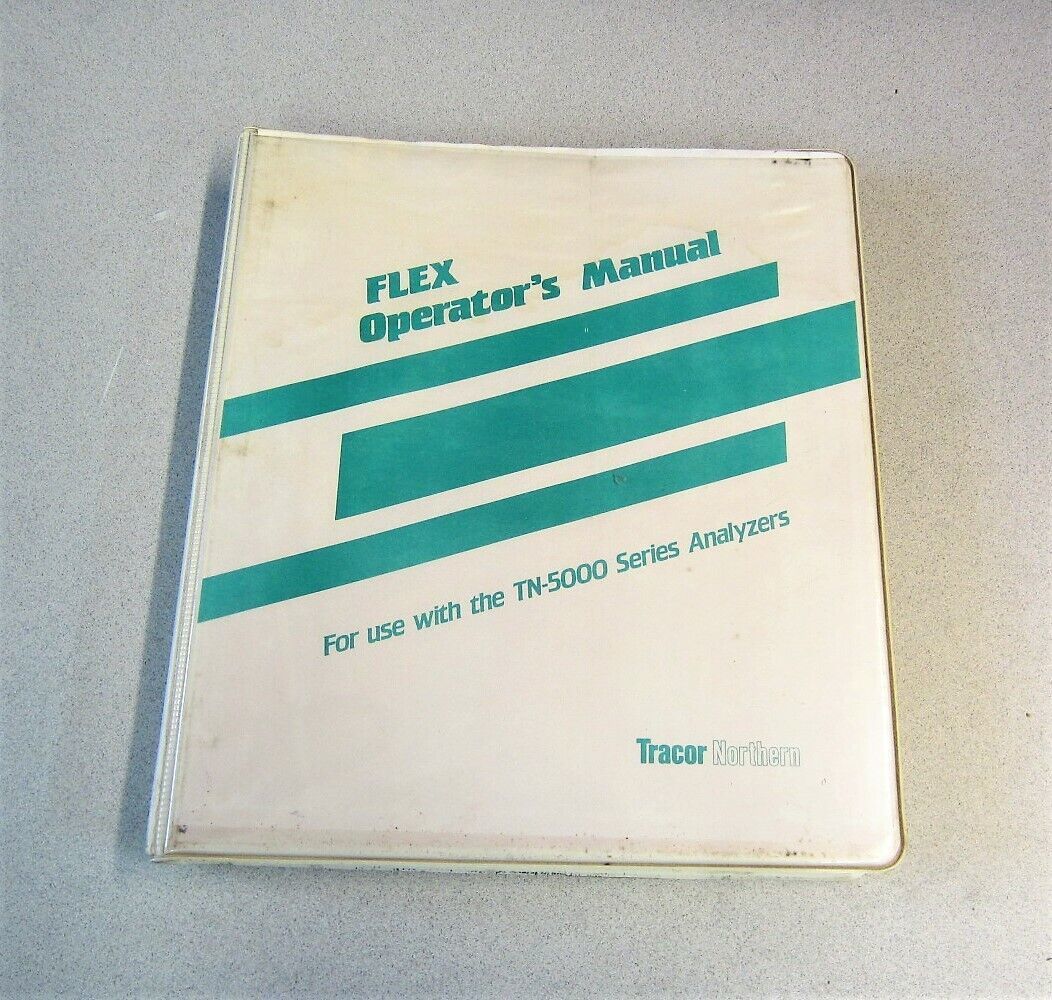 FLEX
Operator's Manual
For use with the TN-5000 Series Analyzers
Tracor Northern